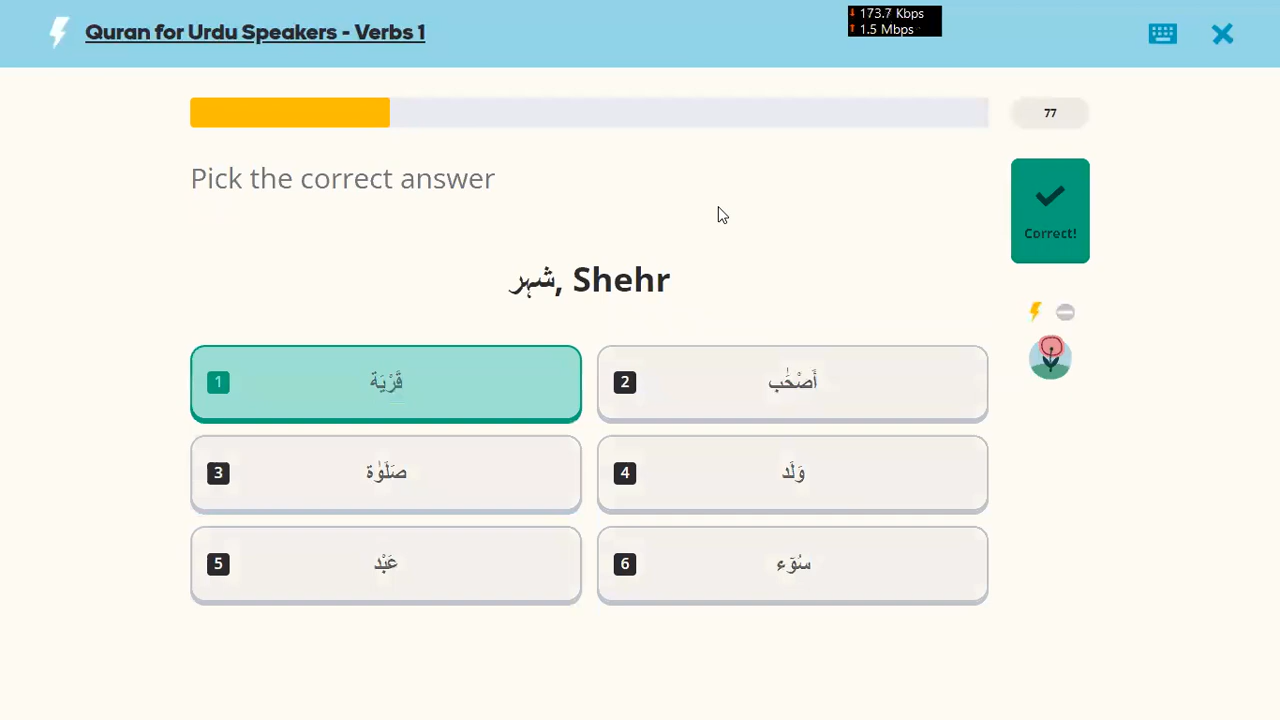 Quran for Urdu Speakers - Verbs 1
↓ 173.7 Kbps
↑ 1.5 Mbps
77
Pick the correct answer
Correct!
شہر, Shehr
1 قَرْيَة
2 أَصْحَٰب
3 صَلَوٰة
4 وَلَد
5 عَبْد
6 سُوٓء